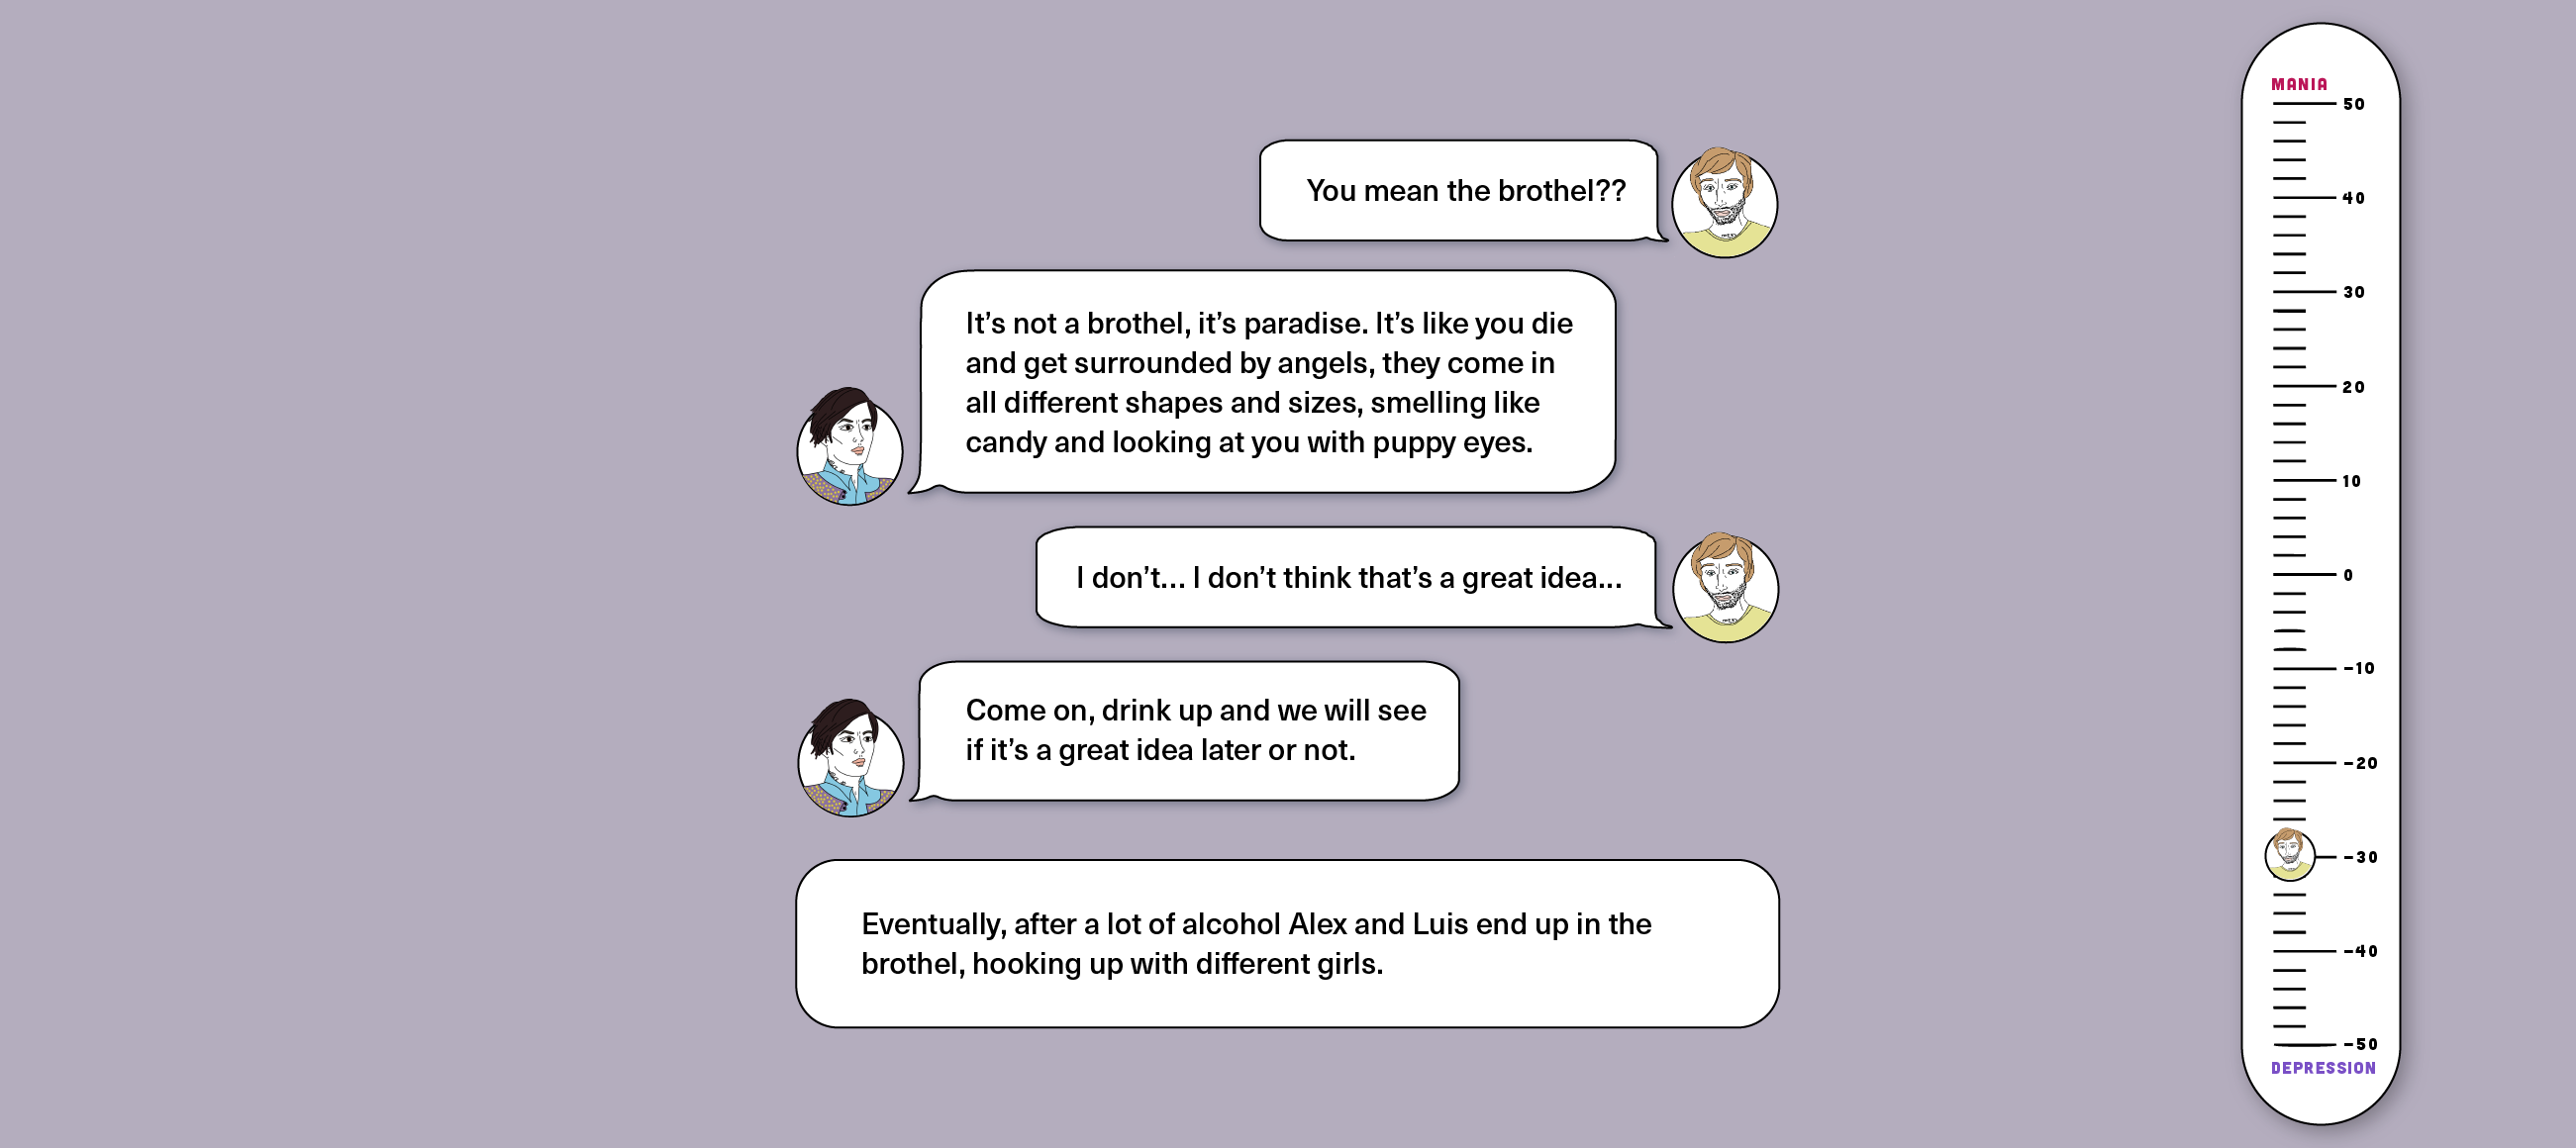 You mean the brothel??
It’s not a brothel, it’s paradise. It’s like you die
and get surrounded by angels, they come in
all different shapes and sizes, smelling like
candy and looking at you with puppy eyes.
I don’t... I don’t think that’s a great idea...
Come on, drink up and we will see
if it’s a great idea later or not.
Eventually, after a lot of alcohol Alex and Luis end up in the
brothel, hooking up with different girls.
MANIA
50
40
30
20
10
0
-10
-20
-30
-40
-50
DEPRESSION